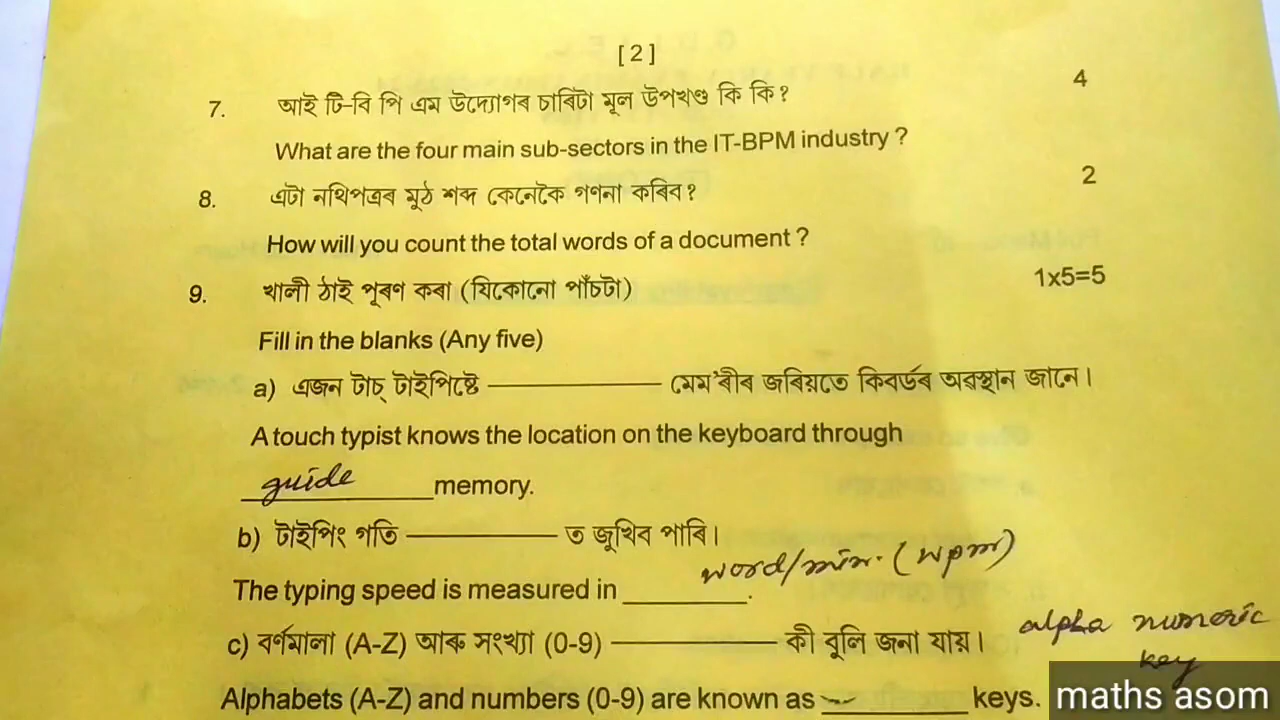 [2]
7. আই টি-বি পি এম উদ্যোগৰ চাৰিটা মূল উপখণ্ড কি কি? 4
What are the four main sub-sectors in the IT-BPM industry ?
8. এটা নথিপত্ৰৰ মুঠ শব্দ কেনেকৈ গণনা কৰিব? 2
How will you count the total words of a document ?
9. খালী ঠাই পূৰণ কৰা (যিকোনো পাঁচটা) 1x5=5
Fill in the blanks (Any five)
a) এজন টাচ্ টাইপিষ্টে ____________ মেম'ৰীৰ জৰিয়তে কিবৰ্ডৰ অৱস্থান জানে।
A touch typist knows the location on the keyboard through
guide memory.
b) টাইপিং গতি ____________ ত জুখিব পাৰি।
The typing speed is measured in word/min. (wpm).
c) বৰ্ণমালা (A-Z) আৰু সংখ্যা (0-9) ____________ কী বুলি জনা যায়। alpha numeric
key
Alphabets (A-Z) and numbers (0-9) are known as ____________ keys.
maths asom